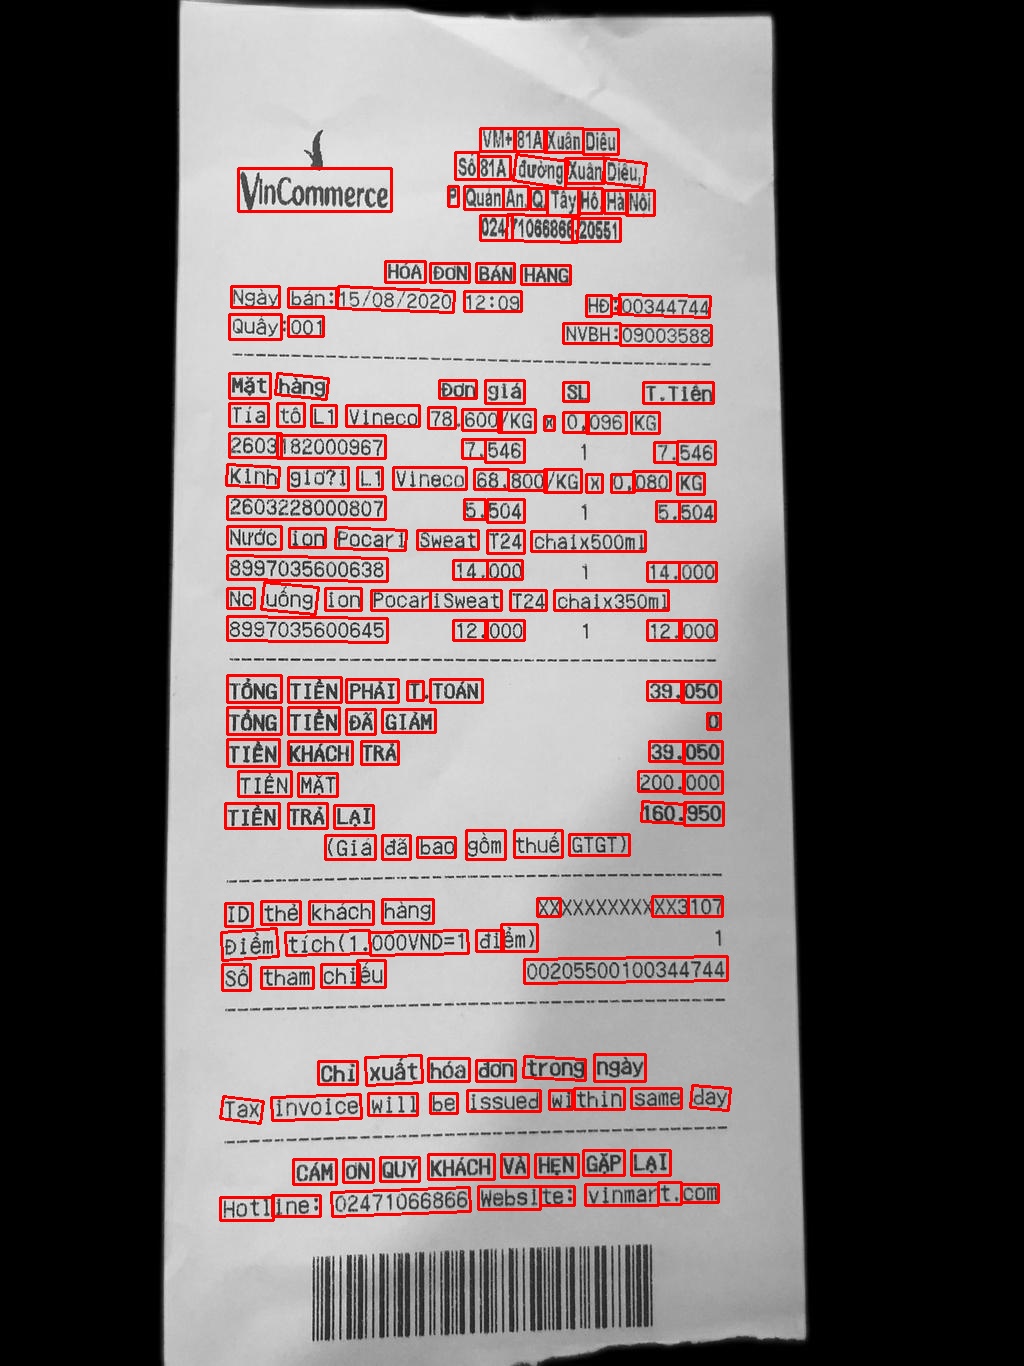 VinCommerce
VM+ 81A Xuân Diệu
Số 81A đường Xuân Diệu,
P. Quảng An, Q. Tây Hồ, Hà Nội
024.71066866.20551
HÓA ĐƠN BÁN HÀNG
Ngày bán:15/08/2020 12:09 HĐ:00344744
Quầy:001 NVBH:09003588
Mặt hàng Đơn giá SL T.Tiền
Tía tô L1 Vineco 78.600/KG x 0,096 KG
2603182000967 7.546 1 7.546
Kinh giơ?i L1 Vineco 68.800/KG x 0,080 KG
2603228000807 5.504 1 5.504
Nước ion Pocari Sweat T24 chaix500ml
8997035600638 14.000 1 14.000
Nc uống ion PocariSweat T24 chaix350ml
8997035600645 12.000 1 12.000
TỔNG TIỀN PHẢI T.TOÁN 39.050
TỔNG TIỀN ĐÃ GIẢM 0
TIỀN KHÁCH TRẢ 39.050
TIỀN MẶT 200.000
TIỀN TRẢ LẠI 160.950
(Giá đã bao gồm thuế GTGT)
ID thẻ khách hàng XXXXXXXXXXXXX3107
Điểm tích(1.000VND=1 điểm) 1
Số tham chiếu 00205500100344744
Chỉ xuất hóa đơn trong ngày
Tax invoice will be issued within same day
CÁM ƠN QUÝ KHÁCH VÀ HẸN GẶP LẠI
Hotline: 02471066866 Website: vinmart.com